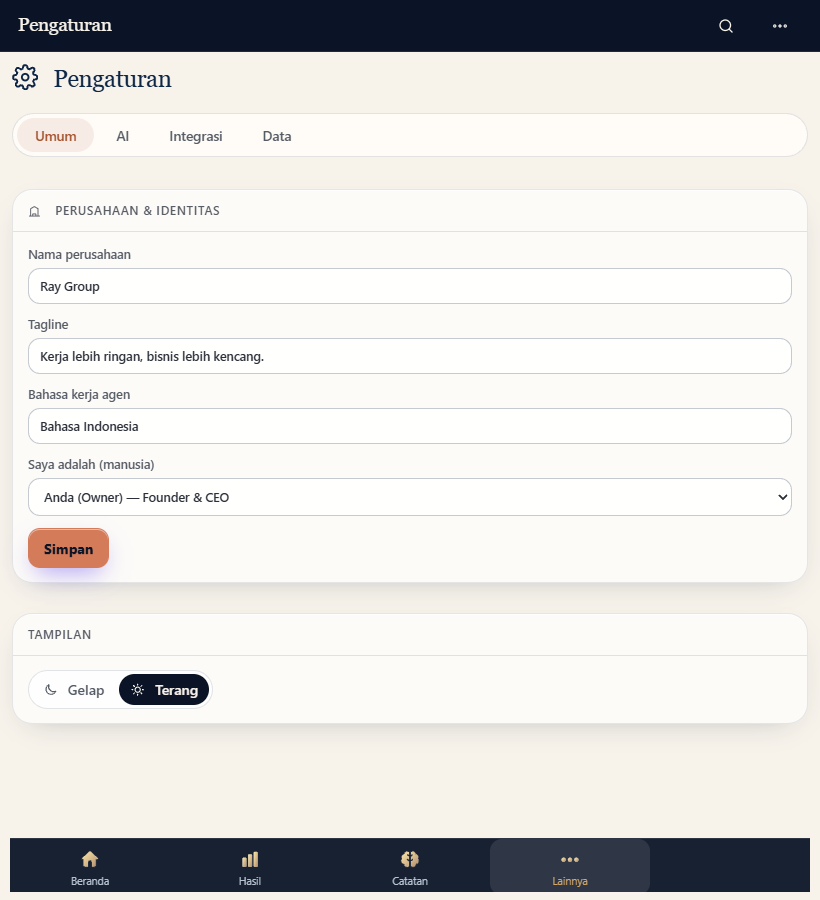 Pengaturan
Pengaturan
Umum AI Integrasi Data
PERUSAHAAN & IDENTITAS
Nama perusahaan
Ray Group
Tagline
Kerja lebih ringan, bisnis lebih kencang.
Bahasa kerja agen
Bahasa Indonesia
Saya adalah (manusia)
Anda (Owner) — Founder & CEO
Simpan
TAMPILAN
Gelap Terang
Beranda Hasil Catatan Lainnya